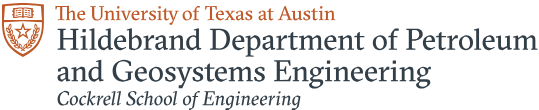 The University of Texas at Austin
Hildebrand Department of Petroleum
and Geosystems Engineering
Cockrell School of Engineering